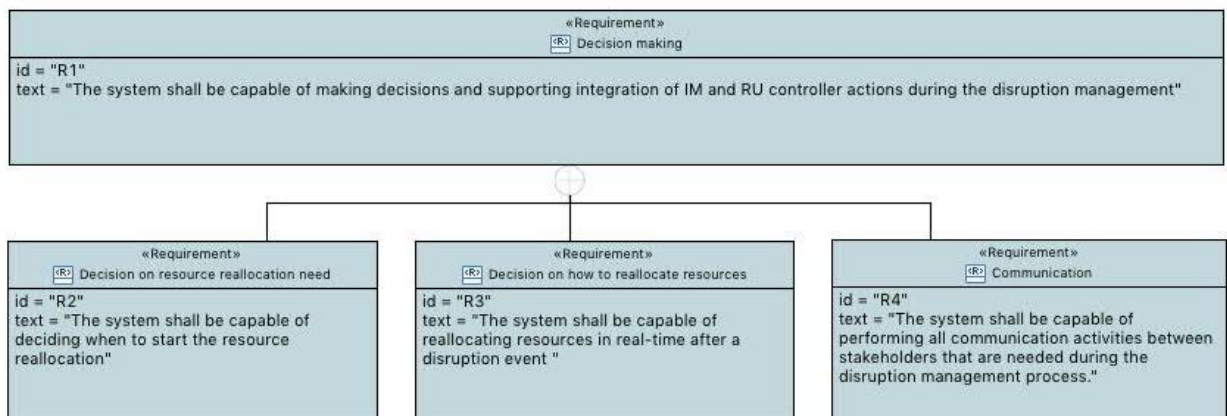 «Requirement»
<R> Decision making
id = "R1"
text = "The system shall be capable of making decisions and supporting integration of IM and RU controller actions during the disruption management"
«Requirement»
<R> Decision on resource reallocation need
id = "R2"
text = "The system shall be capable of
deciding when to start the resource
reallocation"
«Requirement»
<R> Decision on how to reallocate resources
id = "R3"
text = "The system shall be capable of
reallocating resources in real-time after a
disruption event "
«Requirement»
<R> Communication
id = "R4"
text = "The system shall be capable of
performing all communication activities between
stakeholders that are needed during the
disruption management process."